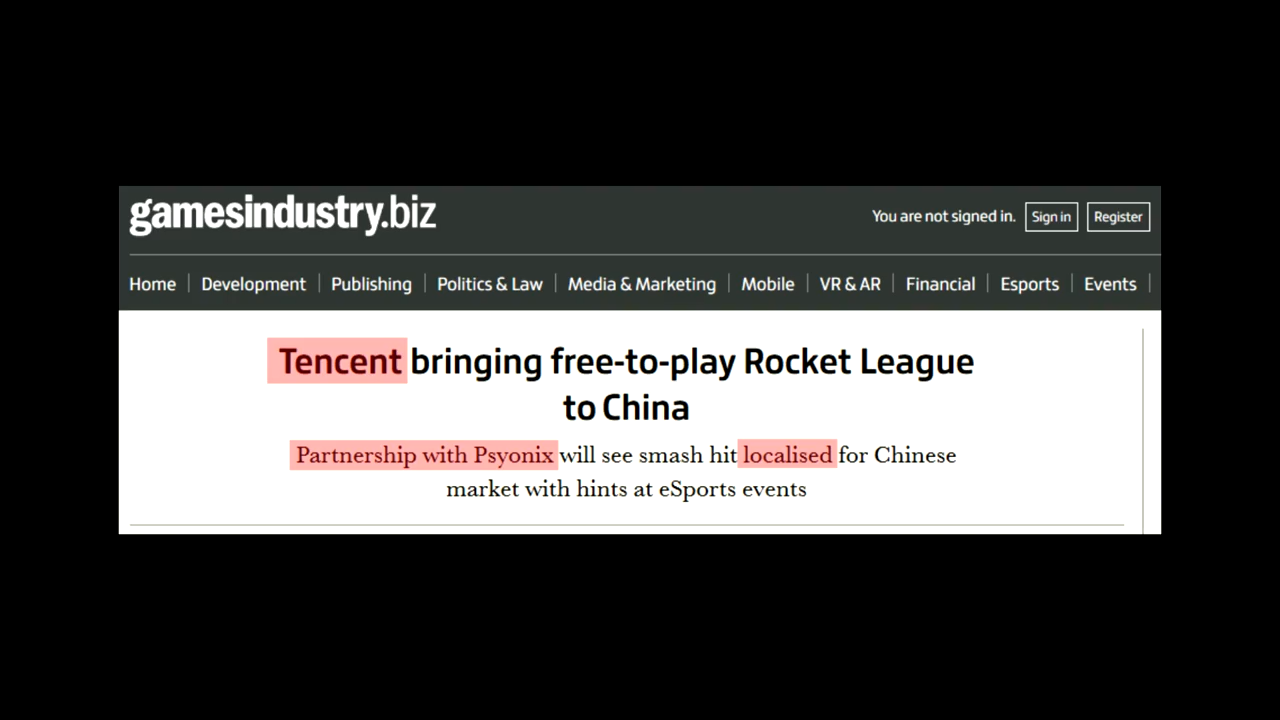 gamesindustry.biz
You are not signed in. Sign in Register
Home Development Publishing Politics & Law Media & Marketing Mobile VR & AR Financial Esports Events
Tencent bringing free-to-play Rocket League
to China
Partnership with Psyonix will see smash hit localised for Chinese
market with hints at eSports events